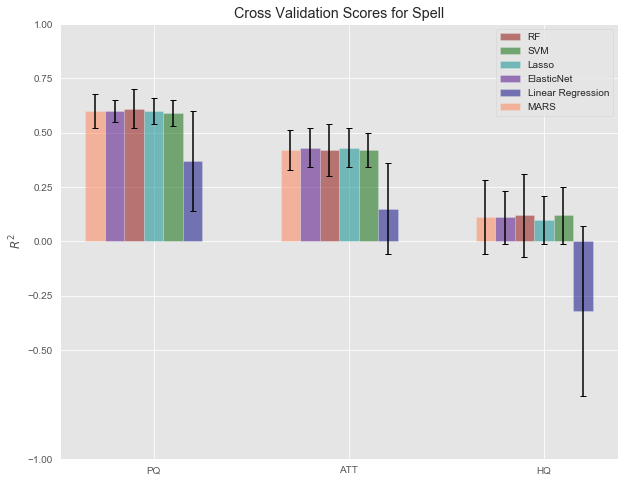 Cross Validation Scores for Spell
1.00
0.75
0.50
0.25
0.00
−0.25
−0.50
−1.00
R²
PQ
ATT
HQ
RF
SVM
Lasso
ElasticNet
Linear Regression
MARS